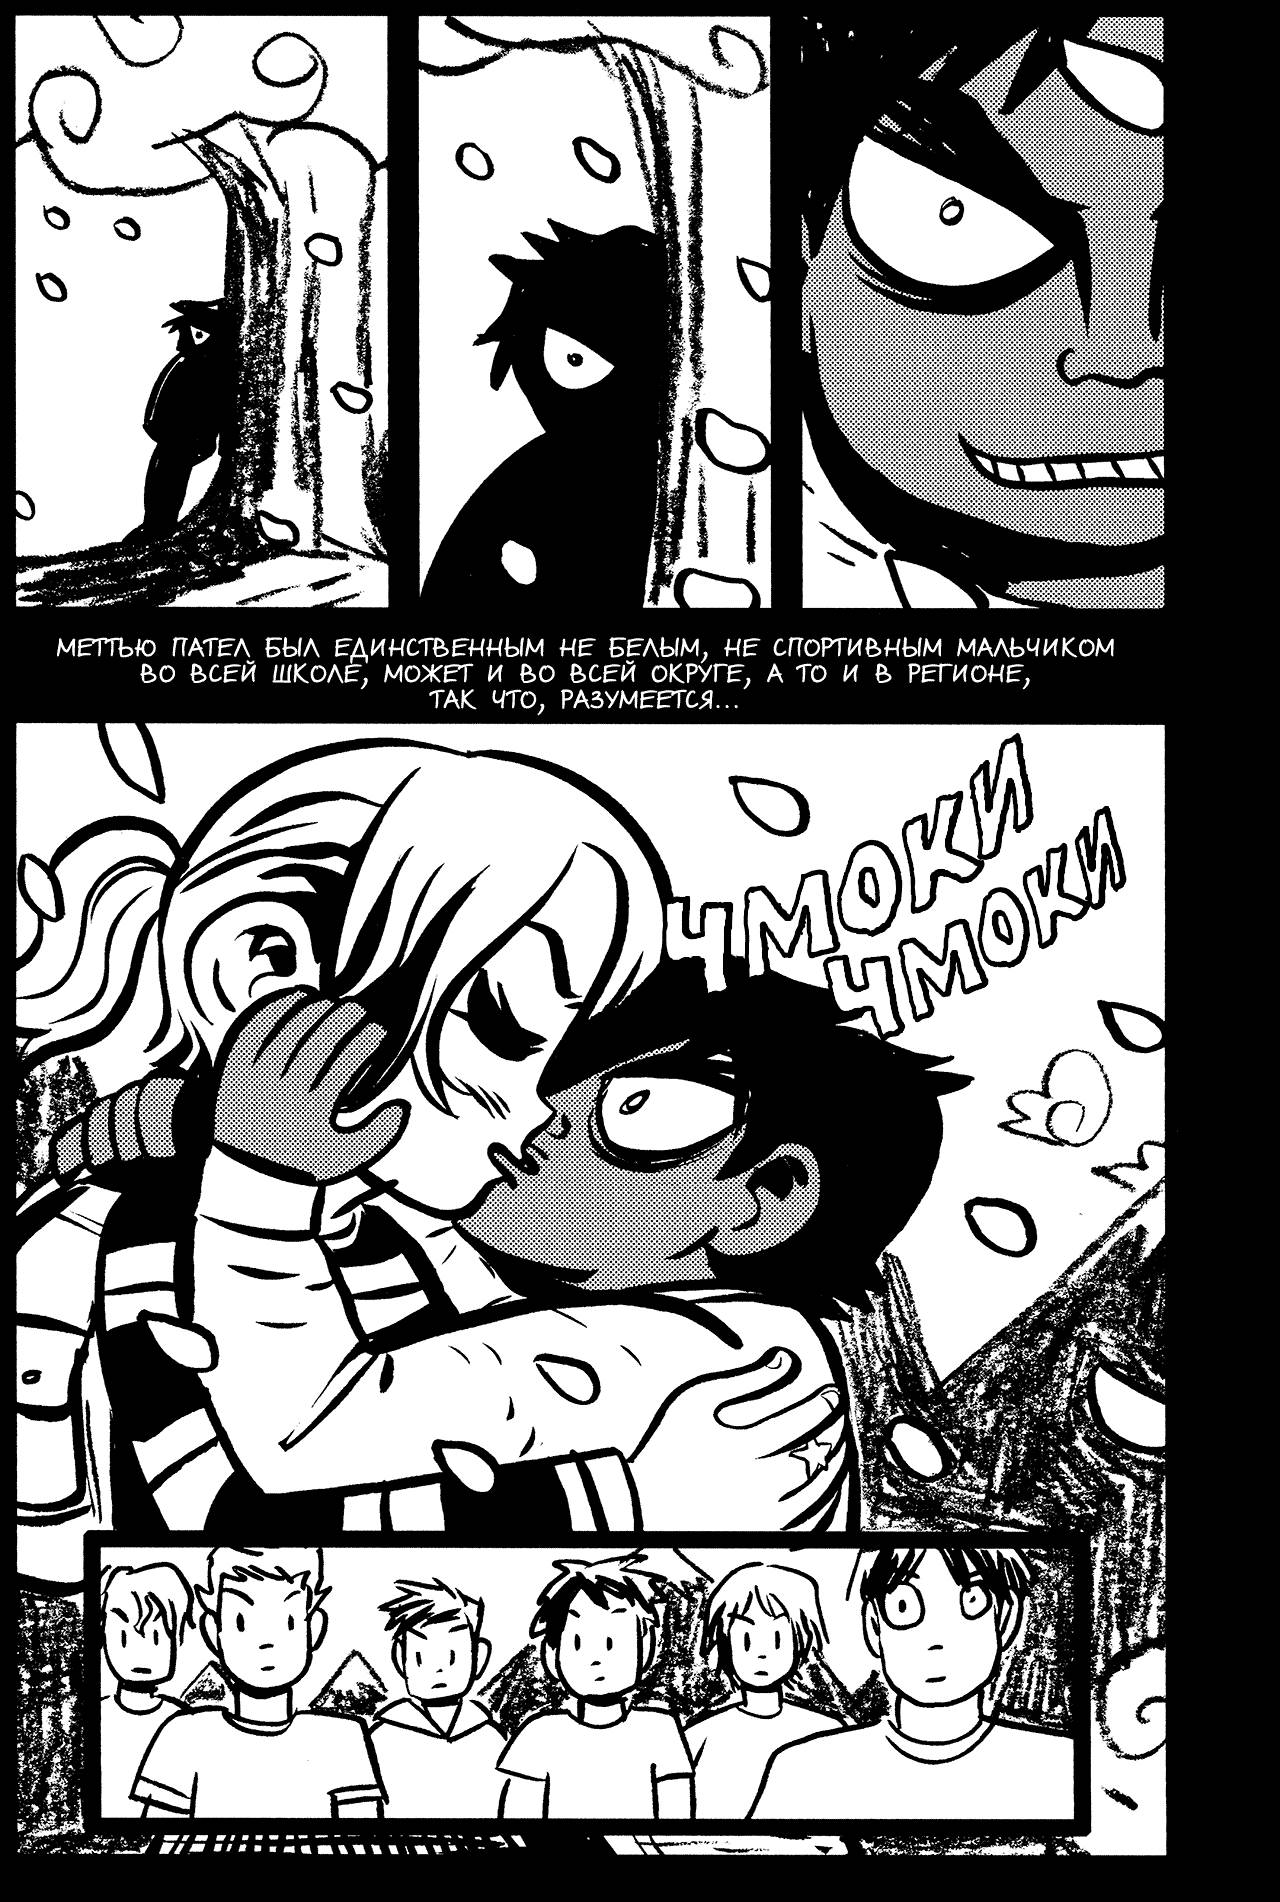 МЕТТЬЮ ПАТЕЛ БЫЛ ЕДИНСТВЕННЫМ НЕ БЕЛЫМ, НЕ СПОРТИВНЫМ МАЛЬЧИКОМ
ВО ВСЕЙ ШКОЛЕ, МОЖЕТ И ВО ВСЕЙ ОКРУГЕ, А ТО И В РЕГИОНЕ,
ТАК ЧТО, РАЗУМЕЕТСЯ...
ЧМОКИ
ЧМОКИ